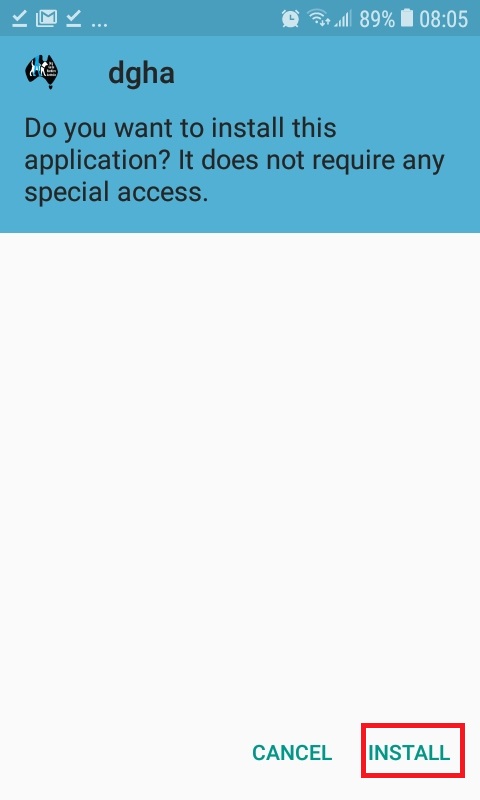 ... 89% 08:05
dgha
Do you want to install this
application? It does not require any
special access.
CANCEL INSTALL